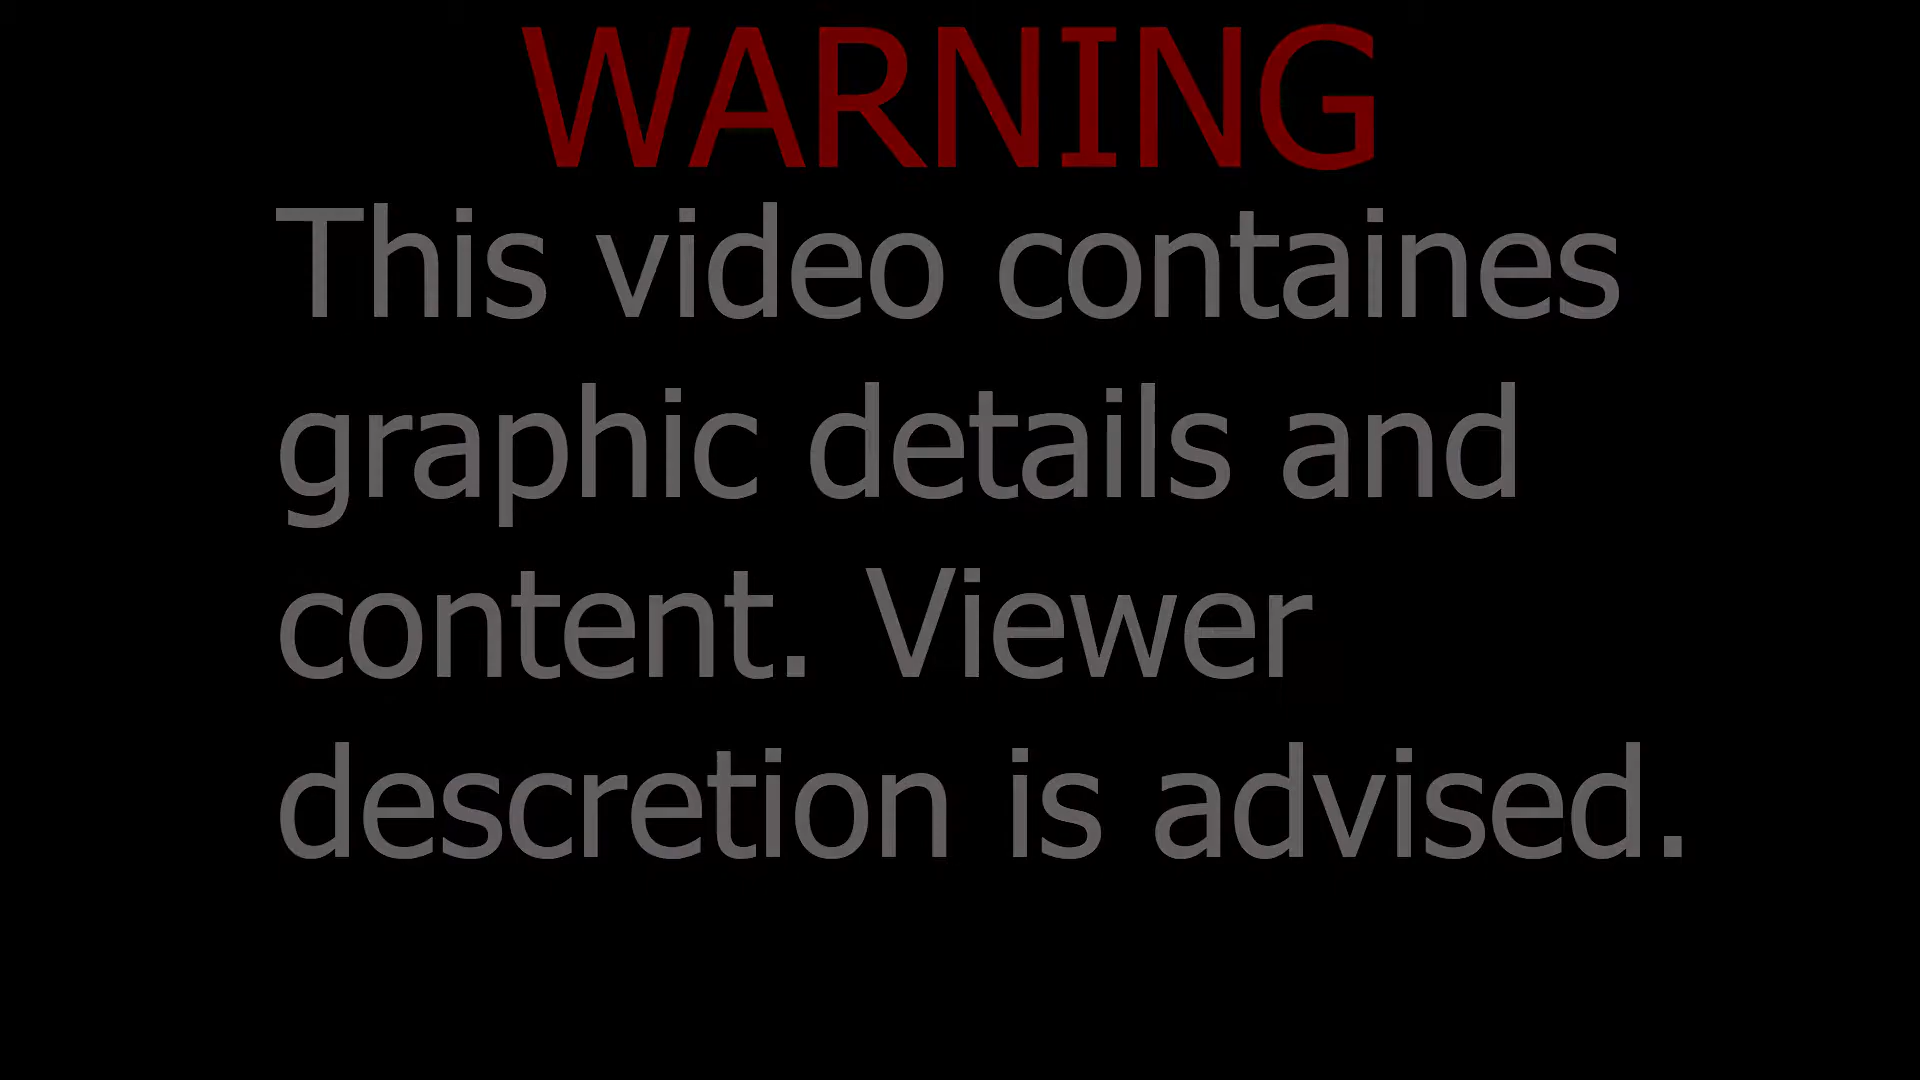 WARNING
This video containes
graphic details and
content. Viewer
descretion is advised.